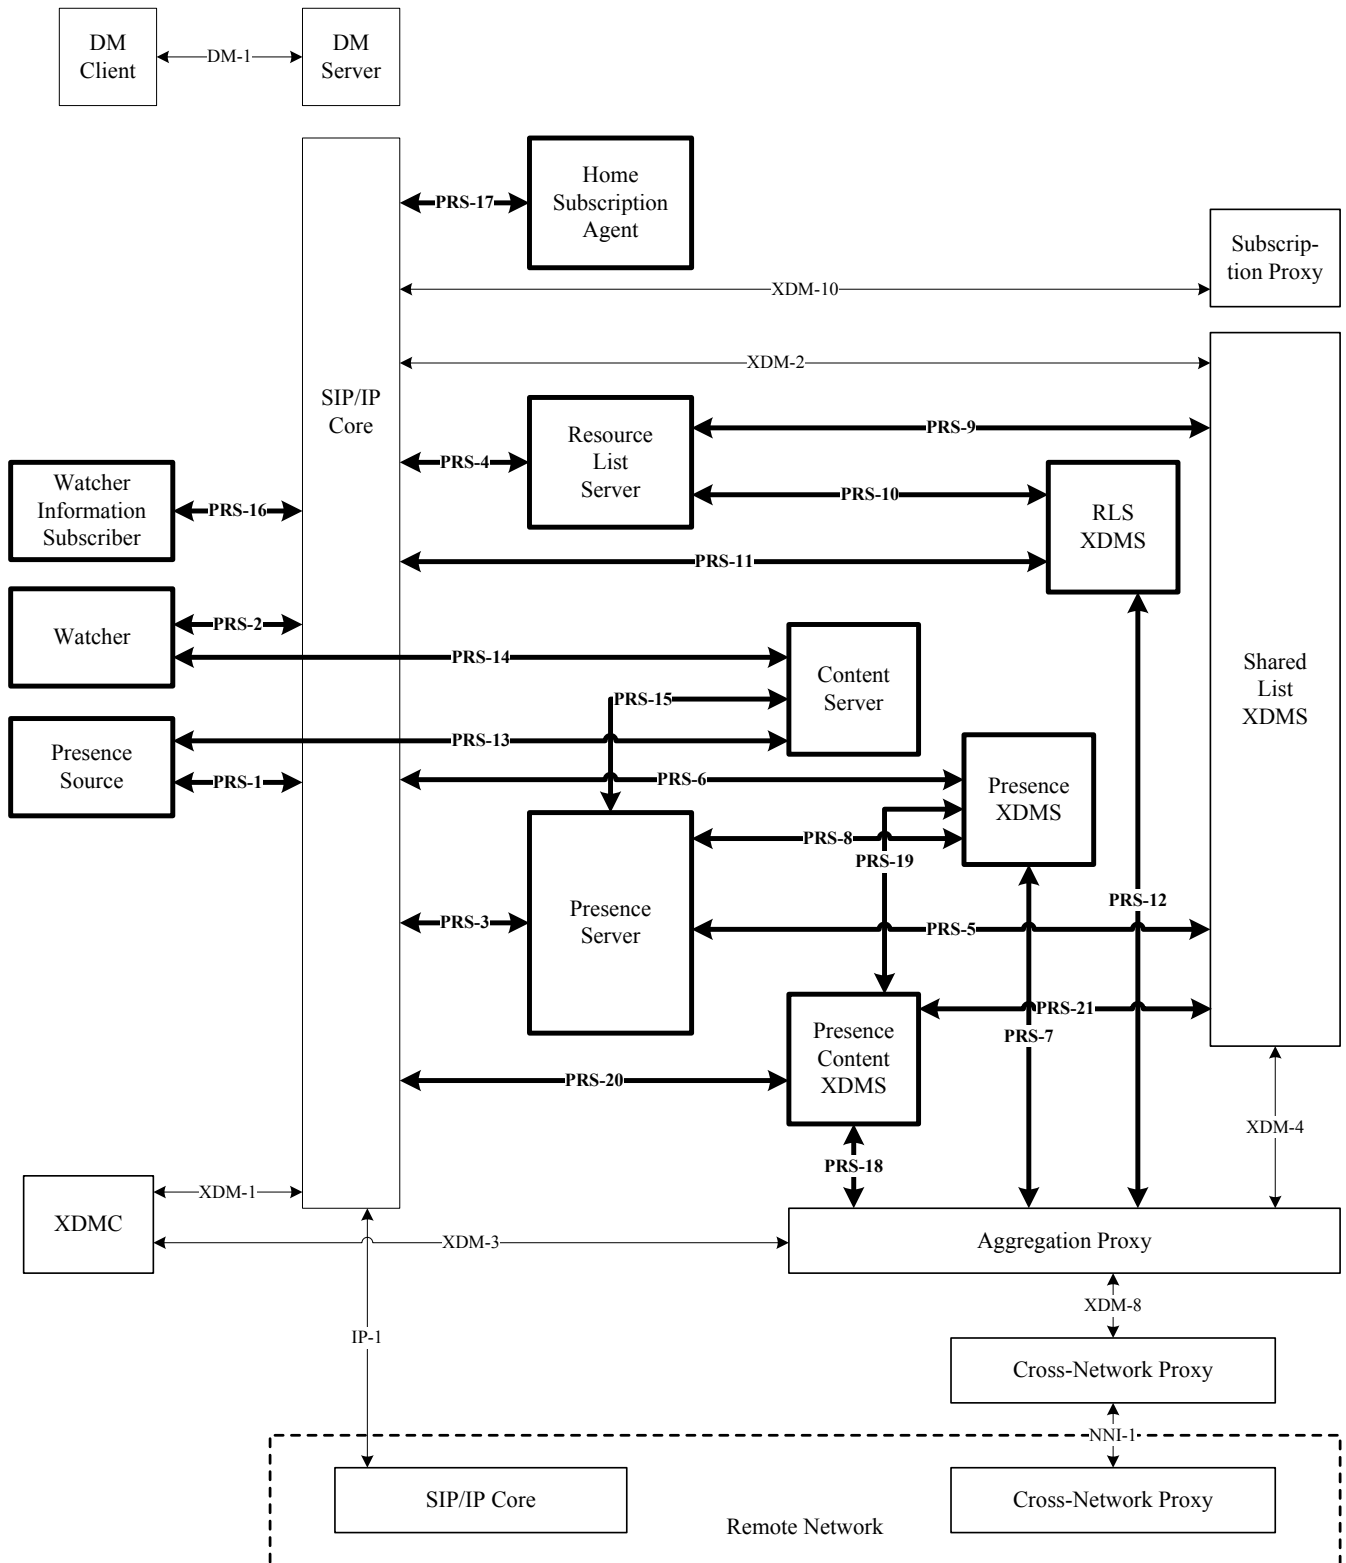 DM
Client
DM-1
DM
Server
Home
Subscription
Agent
PRS-17
Subscrip-
tion Proxy
XDM-10
XDM-2
SIP/IP
Core
Resource
List
Server
PRS-9
PRS-4
Watcher
Information
Subscriber
PRS-16
PRS-10
RLS
XDMS
PRS-11
Watcher
PRS-2
PRS-14
Content
Server
Shared
List
XDMS
PRS-15
PRS-13
Presence
Source
PRS-1
PRS-6
Presence
XDMS
PRS-8
PRS-19
PRS-12
Presence
Server
PRS-3
PRS-5
PRS-21
PRS-7
Presence
Content
XDMS
PRS-20
XDM-4
PRS-18
XDM-1
XDMC
XDM-3
Aggregation Proxy
XDM-8
IP-1
Cross-Network Proxy
NNI-1
SIP/IP Core
Cross-Network Proxy
Remote Network